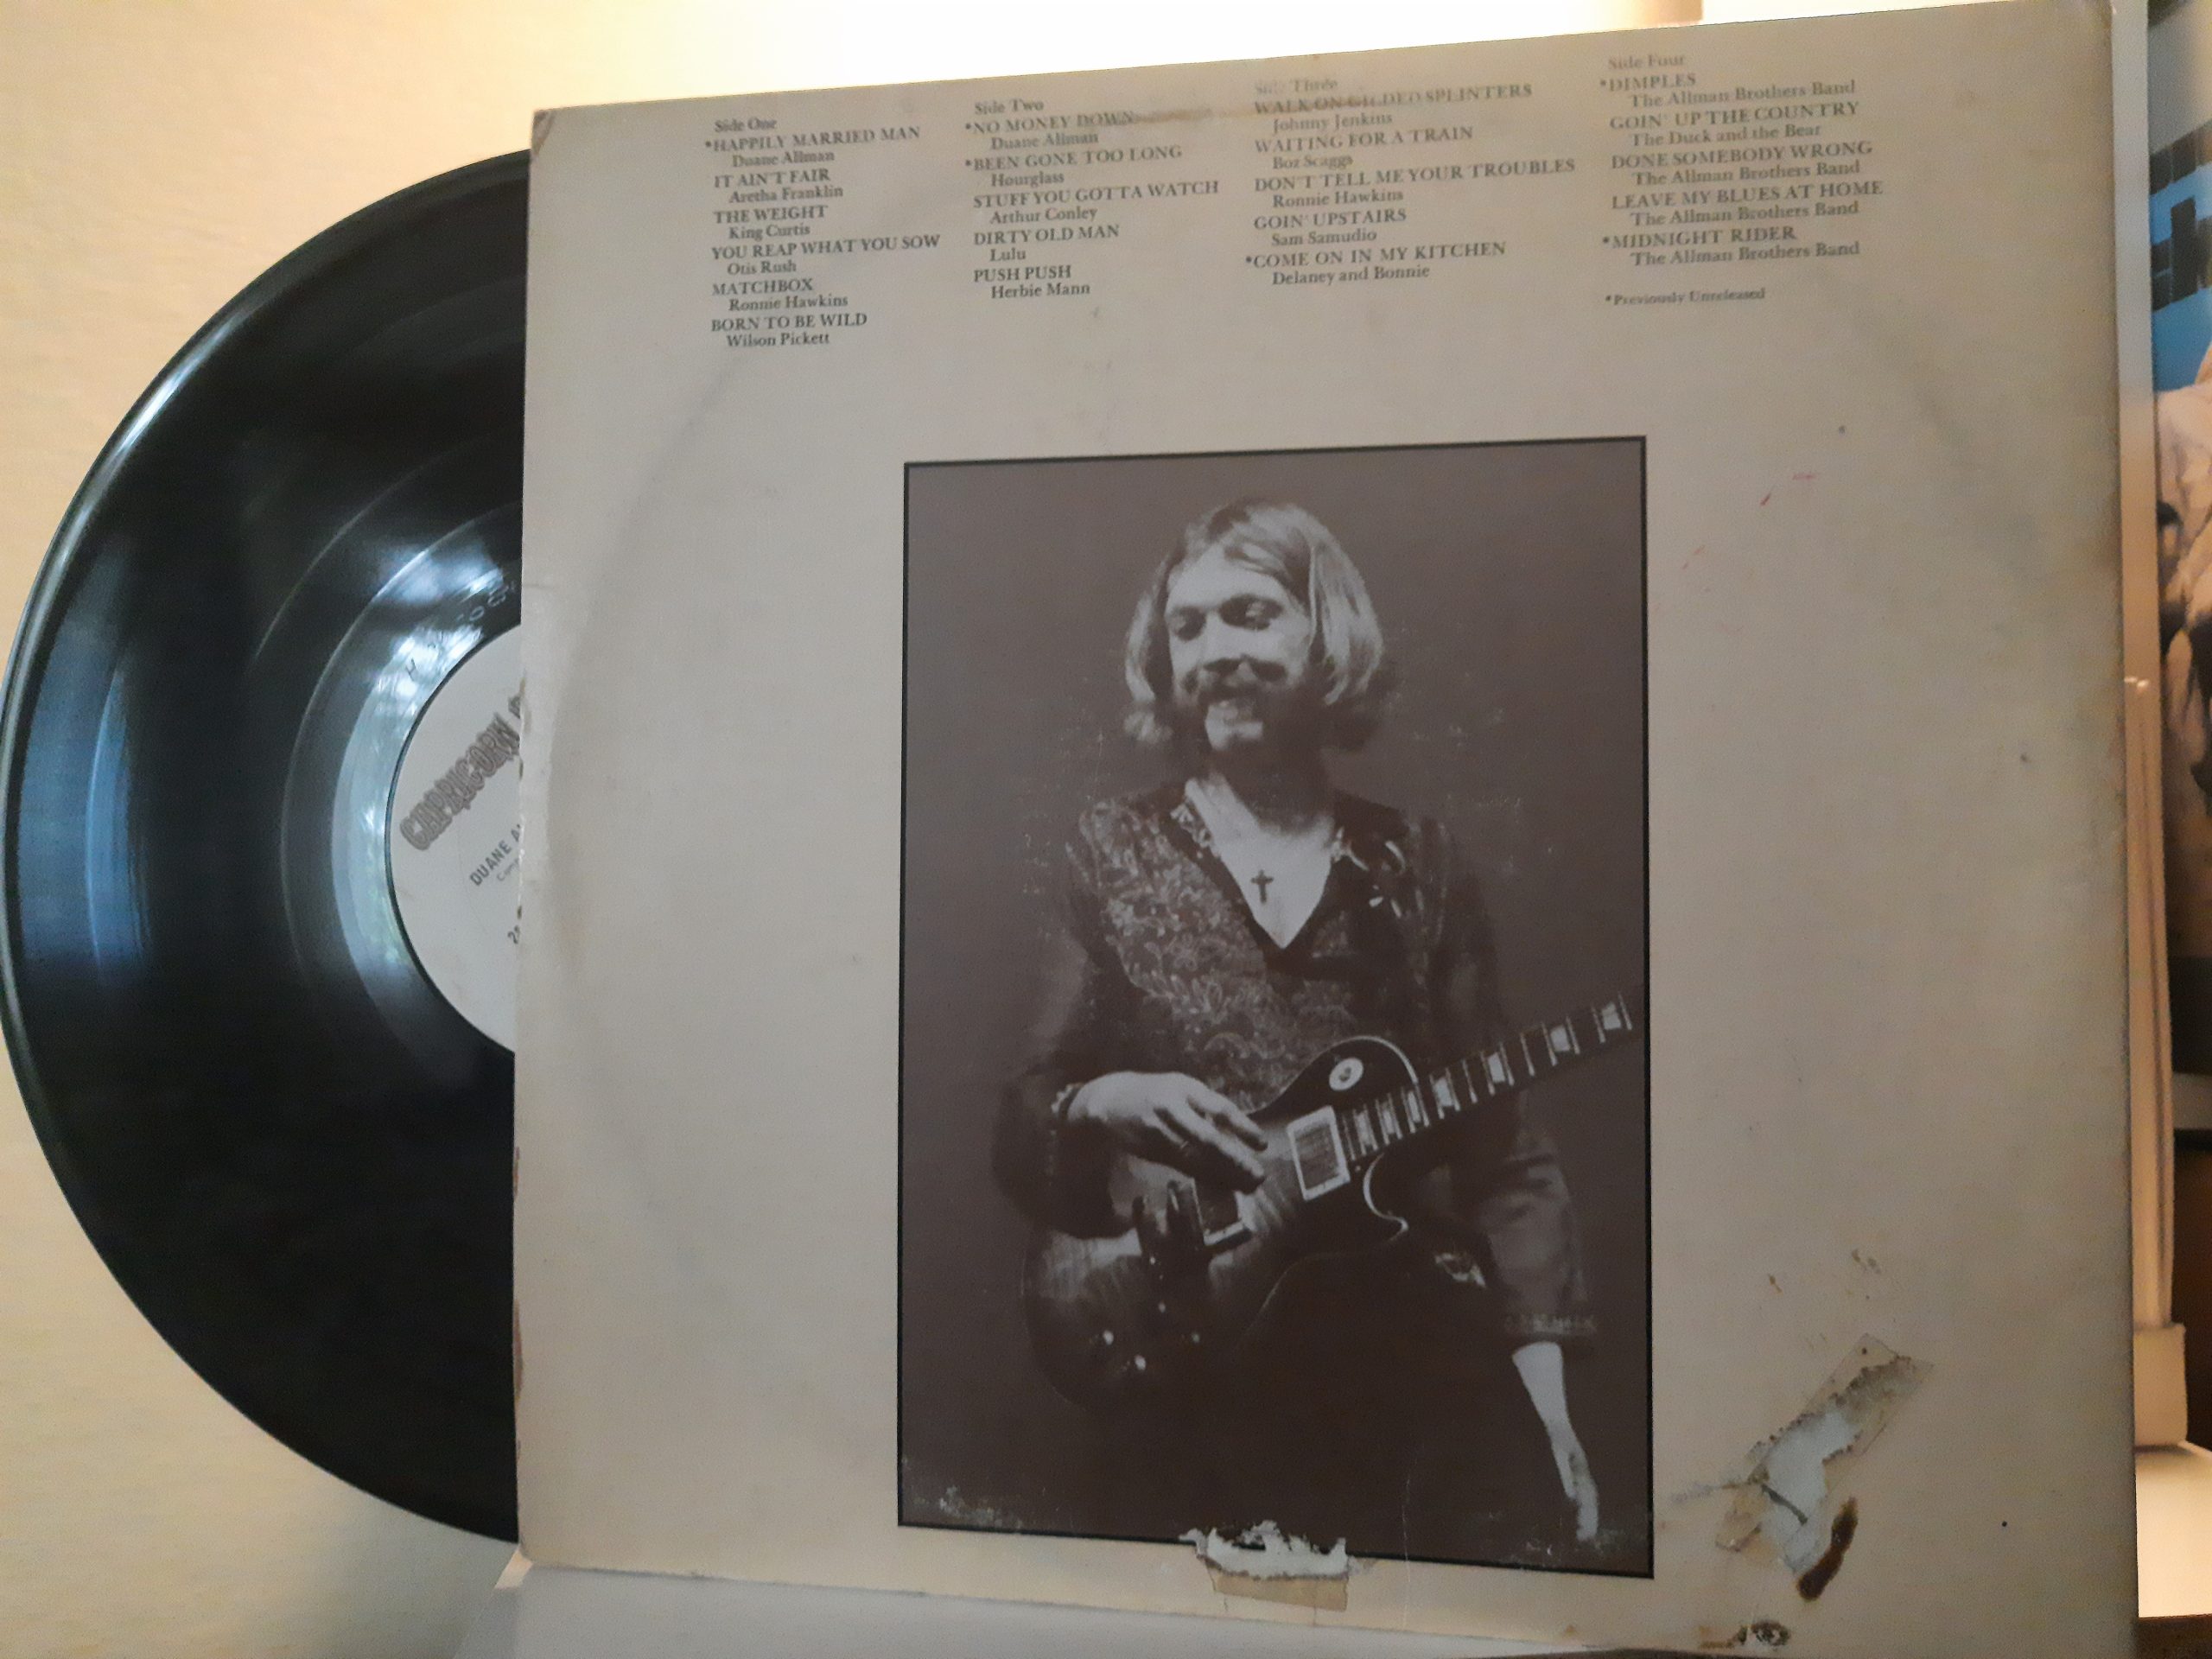 Side One
*HAPPILY MARRIED MAN
Duane Allman
IT AIN'T FAIR
Aretha Franklin
THE WEIGHT
King Curtis
YOU REAP WHAT YOU SOW
Otis Rush
MATCHBOX
Ronnie Hawkins
BORN TO BE WILD
Wilson Pickett
Side Two
*NO MONEY DOWN
Duane Allman
*BEEN GONE TOO LONG
Hourglass
STUFF YOU GOTTA WATCH
Arthur Conley
DIRTY OLD MAN
Lulu
PUSH PUSH
Herbie Mann
Side Three
WALK ON GILDED SPLINTERS
Johnny Jenkins
WAITING FOR A TRAIN
Boz Scaggs
DON'T TELL ME YOUR TROUBLES
Ronnie Hawkins
GOIN' UPSTAIRS
Sam Samudio
*COME ON IN MY KITCHEN
Delaney and Bonnie
Side Four
*DIMPLES
The Allman Brothers Band
GOIN' UP THE COUNTRY
The Duck and the Bear
DONE SOMEBODY WRONG
The Allman Brothers Band
LEAVE MY BLUES AT HOME
The Allman Brothers Band
*MIDNIGHT RIDER
The Allman Brothers Band
*Previously Unreleased
CAPRICORN
DUANE